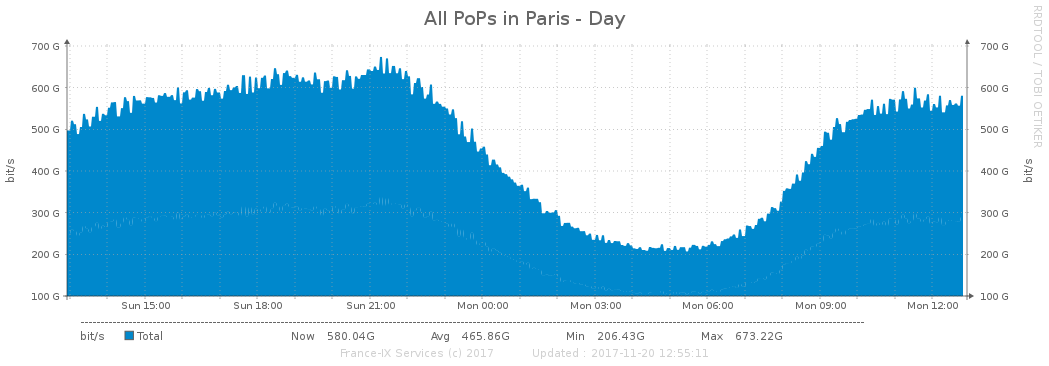 All PoPs in Paris - Day
RRDTOOL / TOBI OETIKER
700 G 700 G
600 G 600 G
500 G 500 G
400 G 400 G
300 G 300 G
200 G 200 G
100 G 100 G
bit/s bit/s
Sun 15:00 Sun 18:00 Sun 21:00 Mon 00:00 Mon 03:00 Mon 06:00 Mon 09:00 Mon 12:00
bit/s Total Now 580.04G Avg 465.86G Min 206.43G Max 673.22G
France-IX Services (c) 2017 Updated : 2017-11-20 12:55:11